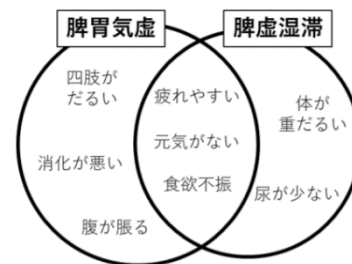 脾胃気虚
脾虚湿滞
四肢が
だるい
消化が悪い
腹が脹る
疲れやすい
元気がない
食欲不振
体が
重だるい
尿が少ない